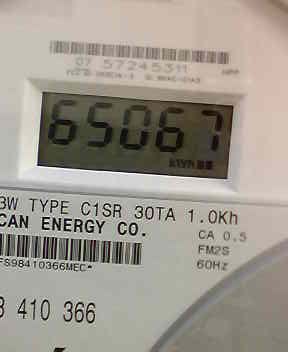 07 57245311
65067
KWH
3W TYPE C1SR 30TA 1.0Kh
CAN ENERGY CO.
CA 0.5
FM2S
FS98410366MEC*
60Hz
3 410 366